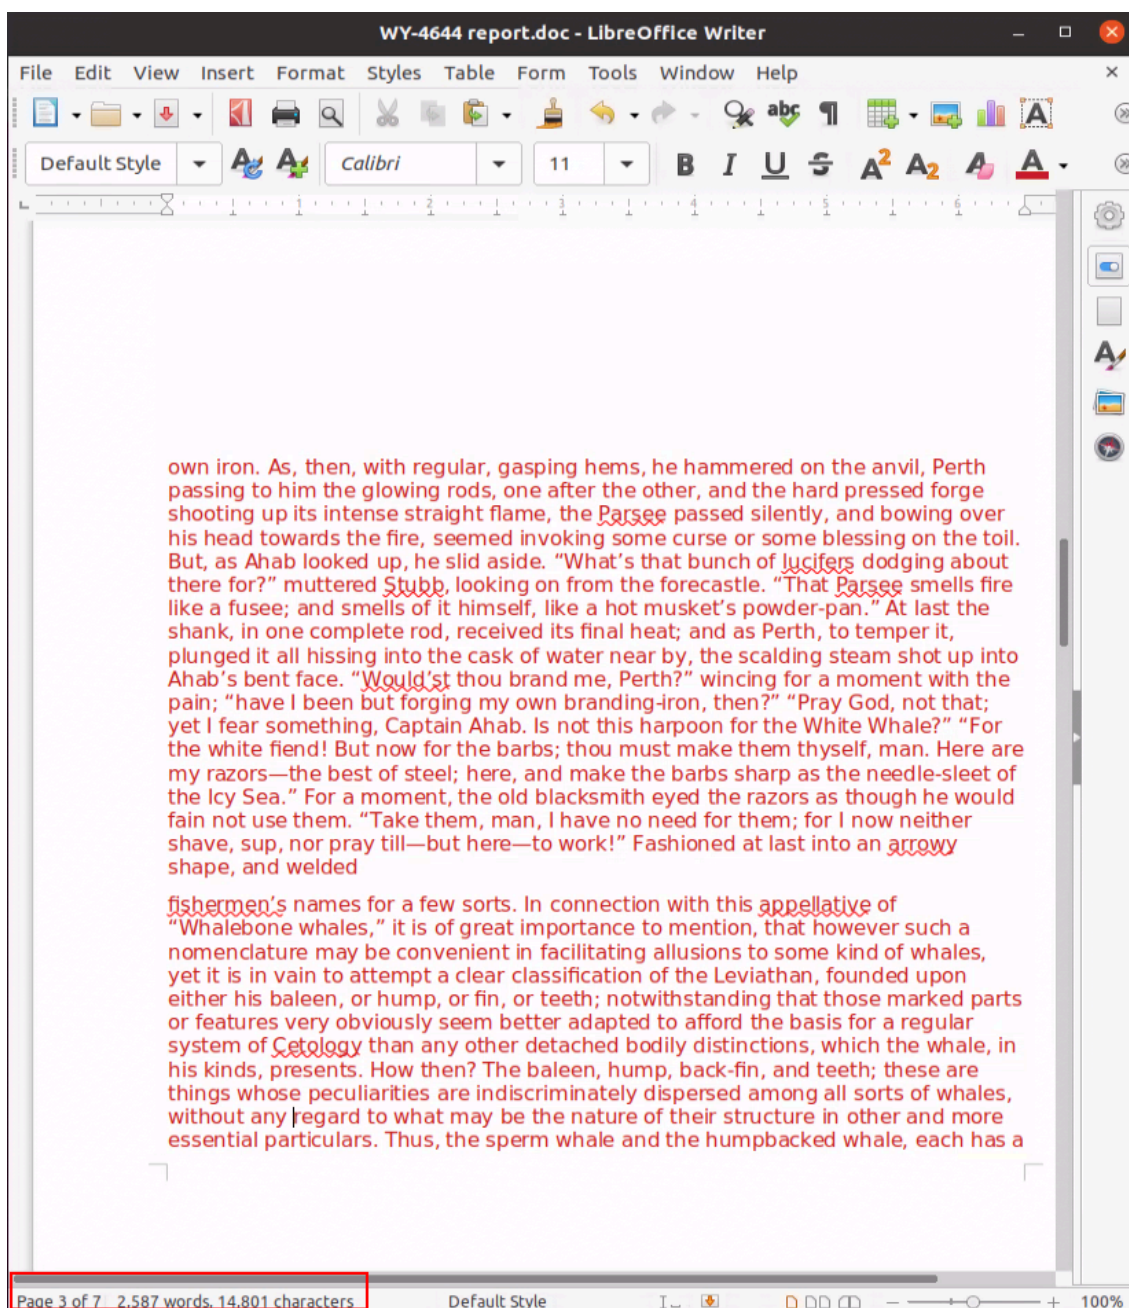 WY-4644 report.doc - LibreOffice Writer
File Edit View Insert Format Styles Table Form Tools Window Help
abc A
Default Style Calibri 11 B I U S A2 A2 A A
1 2 3 4 5 6
own iron. As, then, with regular, gasping hems, he hammered on the anvil, Perth
passing to him the glowing rods, one after the other, and the hard pressed forge
shooting up its intense straight flame, the Parsee passed silently, and bowing over
his head towards the fire, seemed invoking some curse or some blessing on the toil.
But, as Ahab looked up, he slid aside. “What’s that bunch of lucifers dodging about
there for?” muttered Stubb, looking on from the forecastle. “That Parsee smells fire
like a fusee; and smells of it himself, like a hot musket’s powder-pan.” At last the
shank, in one complete rod, received its final heat; and as Perth, to temper it,
plunged it all hissing into the cask of water near by, the scalding steam shot up into
Ahab’s bent face. “Would’st thou brand me, Perth?” wincing for a moment with the
pain; “have I been but forging my own branding-iron, then?” “Pray God, not that;
yet I fear something, Captain Ahab. Is not this harpoon for the White Whale?” “For
the white fiend! But now for the barbs; thou must make them thyself, man. Here are
my razors—the best of steel; here, and make the barbs sharp as the needle-sleet of
the Icy Sea.” For a moment, the old blacksmith eyed the razors as though he would
fain not use them. “Take them, man, I have no need for them; for I now neither
shave, sup, nor pray till—but here—to work!” Fashioned at last into an arrowy
shape, and welded
fishermen’s names for a few sorts. In connection with this appellative of
“Whalebone whales,” it is of great importance to mention, that however such a
nomenclature may be convenient in facilitating allusions to some kind of whales,
yet it is in vain to attempt a clear classification of the Leviathan, founded upon
either his baleen, or hump, or fin, or teeth; notwithstanding that those marked parts
or features very obviously seem better adapted to afford the basis for a regular
system of Cetology than any other detached bodily distinctions, which the whale, in
his kinds, presents. How then? The baleen, hump, back-fin, and teeth; these are
things whose peculiarities are indiscriminately dispersed among all sorts of whales,
without any regard to what may be the nature of their structure in other and more
essential particulars. Thus, the sperm whale and the humpbacked whale, each has a
Page 3 of 7 2,587 words, 14,801 characters Default Style 100%